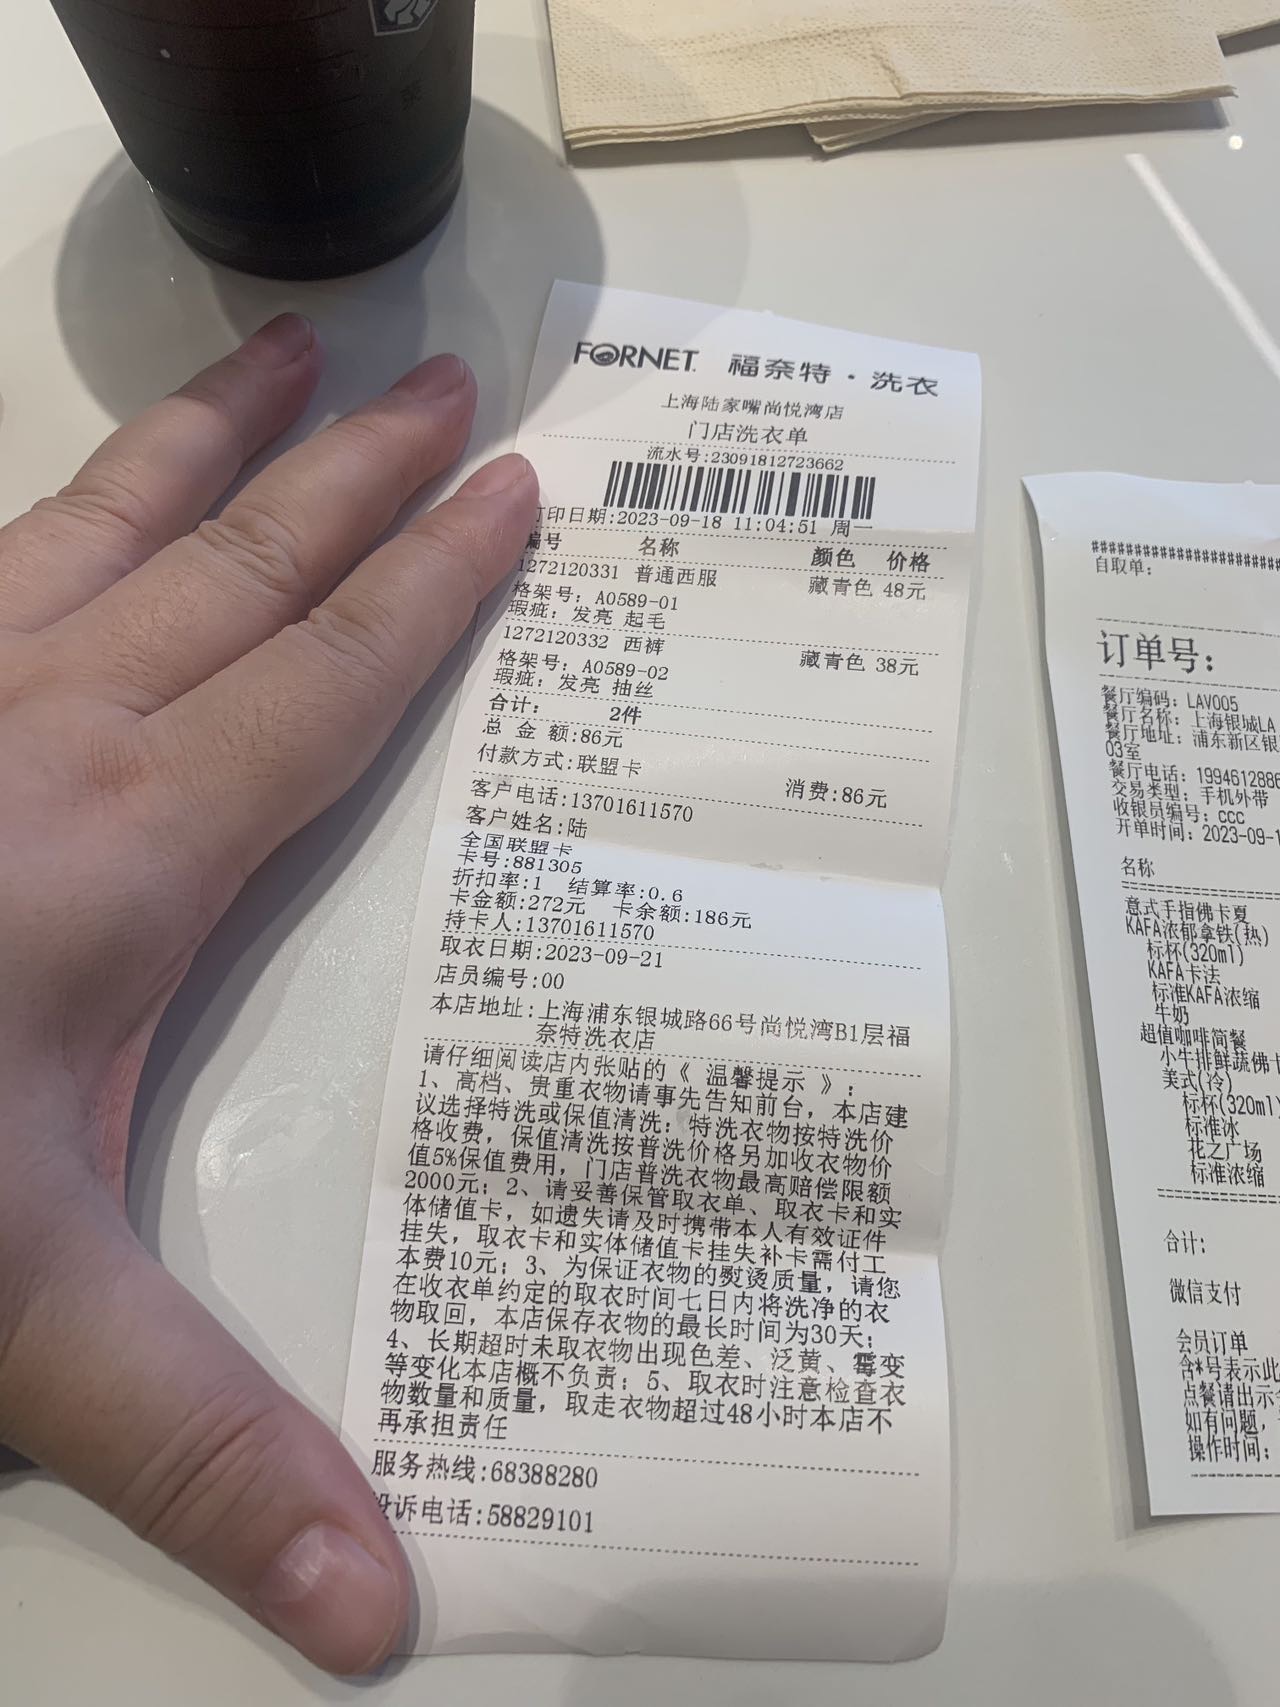 FORNET 福奈特·洗衣
上海陆家嘴尚悦湾店
门店洗衣单
流水号:23091812723662
印日期:2023-09-18 11:04:51 周一
编号 名称 颜色 价格
1272120331 普通西服 藏青色 48元
格架号: A0589-01
瑕疵: 发亮 起毛
1272120332 西裤 藏青色 38元
格架号: A0589-02
瑕疵: 发亮 抽丝
合计: 2件
总 金 额:86元
付款方式:联盟卡 消费:86元
客户电话:13701611570
客户姓名:陆
全国联盟卡
卡号:881305
折扣率:1 结算率:0.6
卡金额:272元 卡余额:186元
持卡人:13701611570
取衣日期:2023-09-21
店员编号:00
本店地址:上海浦东银城路66号尚悦湾B1层福
奈特洗衣店
请仔细阅读店内张贴的《 温馨提示 》:
1、高档、贵重衣物请事先告知前台,本店建
议选择特洗或保值清洗;特洗衣物按特洗价
格收费,保值清洗按普洗价格另加收衣物价
值5%保值费用,门店普洗衣物最高赔偿限额
2000元;2、请妥善保管取衣单、取衣卡和实
体储值卡,如遗失请及时携带本人有效证件
挂失,取衣卡和实体储值卡挂失补卡需付工
本费10元;3、为保证衣物的熨烫质量,请您
在收衣单约定的取衣时间七日内将洗净的衣
物取回,本店保存衣物的最长时间为30天;
4、长期超时未取衣物出现色差、泛黄、霉变
等变化本店概不负责;5、取衣时注意检查衣
物数量和质量,取走衣物超过48小时本店不
再承担责任
服务热线:68388280
投诉电话:58829101
##########################
自取单:
订单号:
餐厅编码: LAV005
餐厅名称: 上海银城LA
餐厅地址: 浦东新区银
03室
餐厅电话: 1994612886
交易类型: 手机外带
收银员编号: ccc
开单时间: 2023-09-1
名称
意式手指佛卡夏
KAFA浓郁拿铁(热)
标杯(320ml)
KAFA卡法
标准KAFA浓缩
牛奶
超值咖啡简餐
小牛排鲜蔬佛卡
美式(冷)
标杯(320ml)
标准冰
花之广场
标准浓缩
合计:
微信支付
会员订单
含*号表示此
点餐请出示会
如有问题,
操作时间: